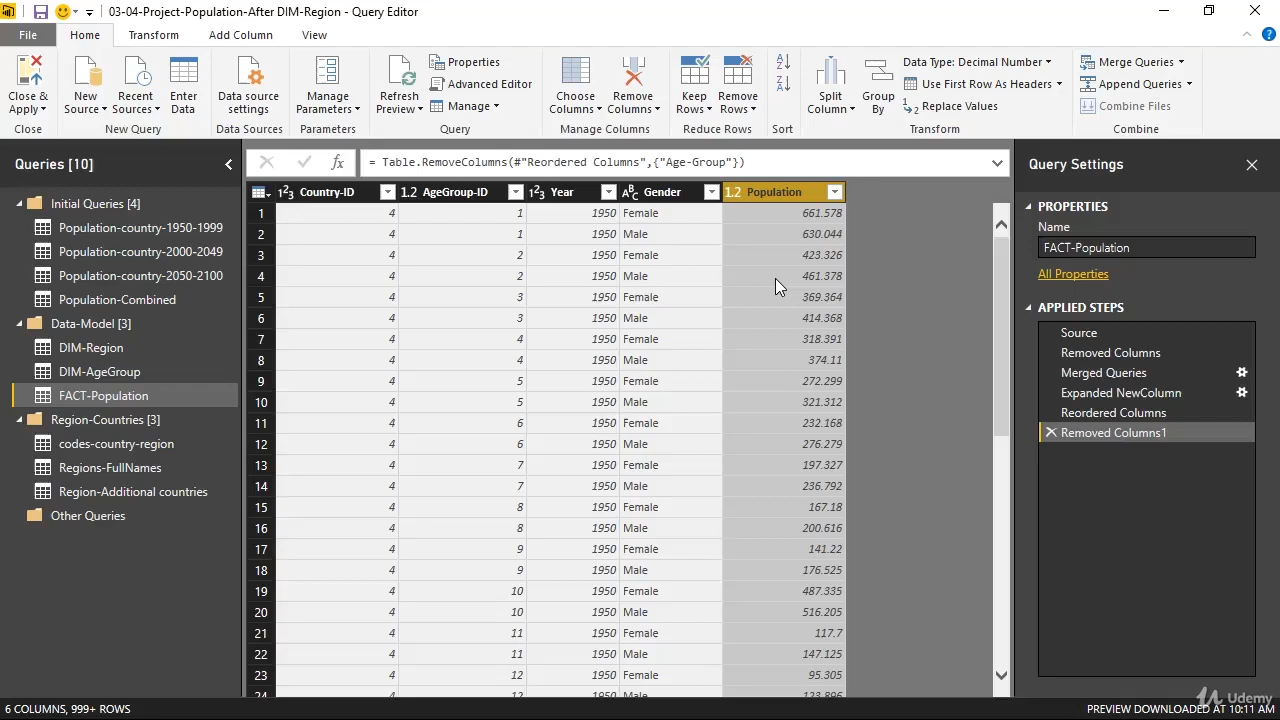 03-04-Project-Population-After DIM-Region - Query Editor
File Home Transform Add Column View
Close & Apply
New Source
Recent Sources
Enter Data
Data source settings
Manage Parameters
Refresh Preview
Properties
Advanced Editor
Manage
Choose Columns
Remove Columns
Keep Rows
Remove Rows
Split Column
Group By
Data Type: Decimal Number
Use First Row As Headers
Replace Values
Merge Queries
Append Queries
Combine Files
Close New Query Data Sources Parameters Query Manage Columns Reduce Rows Sort Transform Combine
Queries [10]
Initial Queries [4]
Population-country-1950-1999
Population-country-2000-2049
Population-country-2050-2100
Population-Combined
Data-Model [3]
DIM-Region
DIM-AgeGroup
FACT-Population
Region-Countries [3]
codes-country-region
Regions-FullNames
Region-Additional countries
Other Queries
fx = Table.RemoveColumns(#"Reordered Columns",{"Age-Group"})
123 Country-ID 1.2 AgeGroup-ID 123 Year ABC Gender 1.2 Population
1 4 1 1950 Female 661.578
2 4 1 1950 Male 630.044
3 4 2 1950 Female 423.326
4 4 2 1950 Male 461.378
5 4 3 1950 Female 369.364
6 4 3 1950 Male 414.368
7 4 4 1950 Female 318.391
8 4 4 1950 Male 374.11
9 4 5 1950 Female 272.299
10 4 5 1950 Male 321.312
11 4 6 1950 Female 232.168
12 4 6 1950 Male 276.279
13 4 7 1950 Female 197.327
14 4 7 1950 Male 236.792
15 4 8 1950 Female 167.18
16 4 8 1950 Male 200.616
17 4 9 1950 Female 141.22
18 4 9 1950 Male 176.525
19 4 10 1950 Female 487.335
20 4 10 1950 Male 516.205
21 4 11 1950 Female 117.7
22 4 11 1950 Male 147.125
23 4 12 1950 Female 95.305
24 4 12 1950 Male 123.896
Query Settings
PROPERTIES
Name
FACT-Population
All Properties
APPLIED STEPS
Source
Removed Columns
Merged Queries
Expanded NewColumn
Reordered Columns
Removed Columns1
Udemy
6 COLUMNS, 999+ ROWS
PREVIEW DOWNLOADED AT 10:11 AM